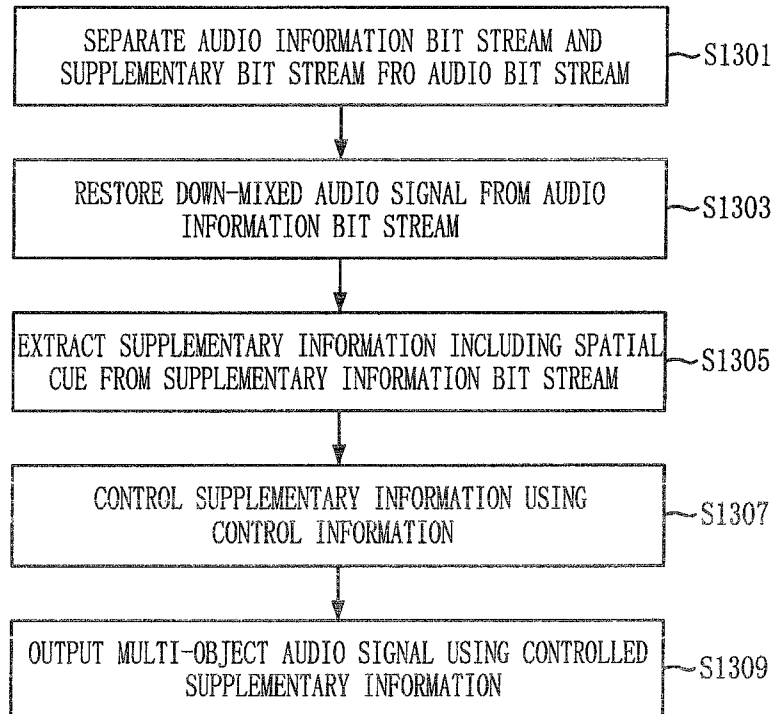 SEPARATE AUDIO INFORMATION BIT STREAM AND
SUPPLEMENTARY BIT STREAM FRO AUDIO BIT STREAM
S1301
RESTORE DOWN-MIXED AUDIO SIGNAL FROM AUDIO
INFORMATION BIT STREAM
S1303
EXTRACT SUPPLEMENTARY INFORMATION INCLUDING SPATIAL
CUE FROM SUPPLEMENTARY INFORMATION BIT STREAM
S1305
CONTROL SUPPLEMENTARY INFORMATION USING
CONTROL INFORMATION
S1307
OUTPUT MULTI-OBJECT AUDIO SIGNAL USING CONTROLLED
SUPPLEMENTARY INFORMATION
S1309